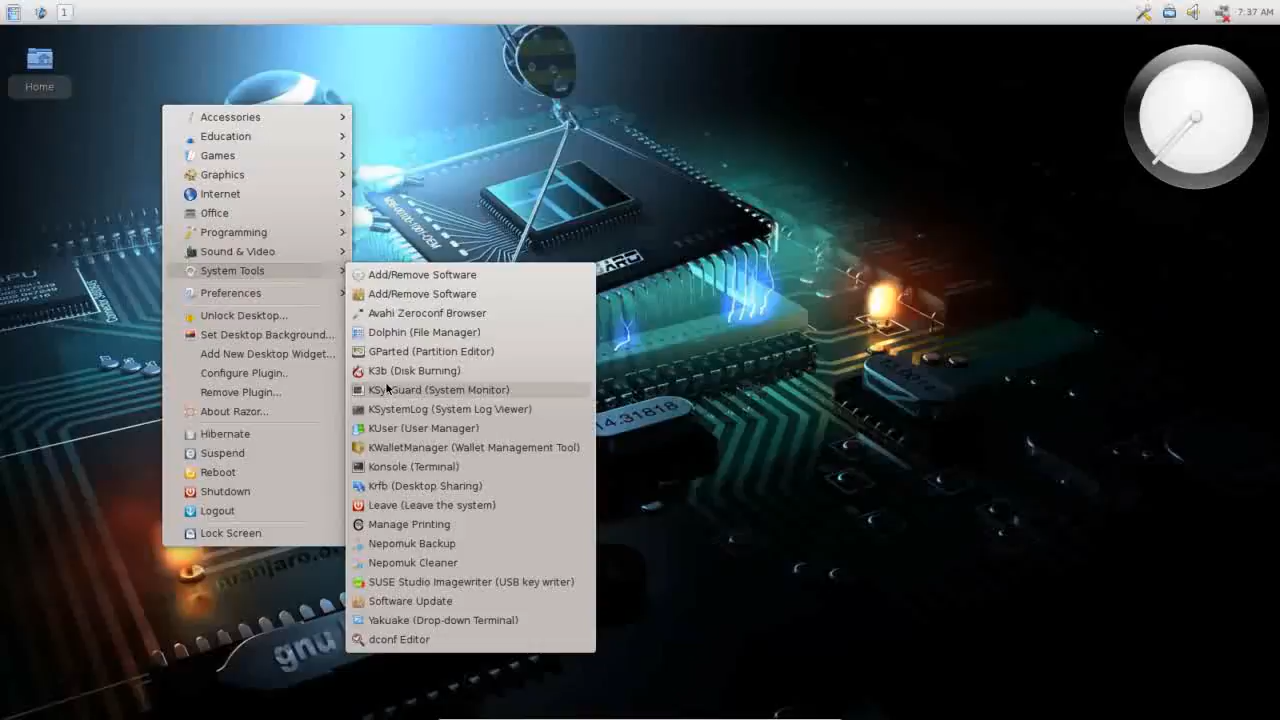 1
7:37 AM
Home
Accessories
Education
Games
Graphics
Internet
Office
Programming
Sound & Video
System Tools
Preferences
Unlock Desktop...
Set Desktop Background...
Add New Desktop Widget...
Configure Plugin..
Remove Plugin...
About Razor...
Hibernate
Suspend
Reboot
Shutdown
Logout
Lock Screen
Add/Remove Software
Add/Remove Software
Avahi Zeroconf Browser
Dolphin (File Manager)
GParted (Partition Editor)
K3b (Disk Burning)
KSysGuard (System Monitor)
KSystemLog (System Log Viewer)
KUser (User Manager)
KWalletManager (Wallet Management Tool)
Konsole (Terminal)
Krfb (Desktop Sharing)
Leave (Leave the system)
Manage Printing
Nepomuk Backup
Nepomuk Cleaner
SUSE Studio Imagewriter (USB key writer)
Software Update
Yakuake (Drop-down Terminal)
dconf Editor
14.31818
gnu